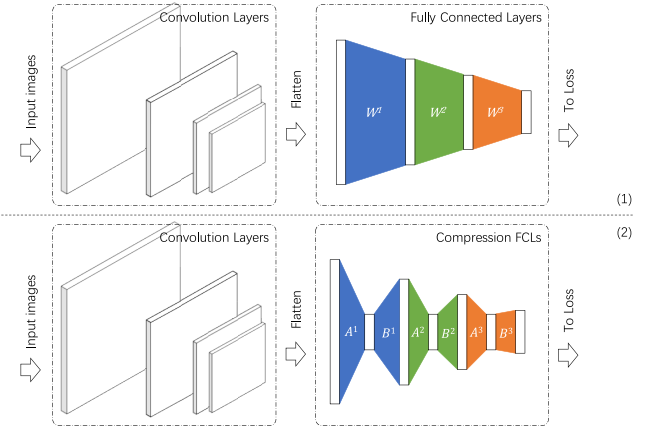 Convolution Layers
Fully Connected Layers
Input images
Flatten
To Loss
W¹
W²
W³
(1)
(2)
Convolution Layers
Compression FCLs
Input images
Flatten
To Loss
A¹
B¹
A²
B²
A³
B³